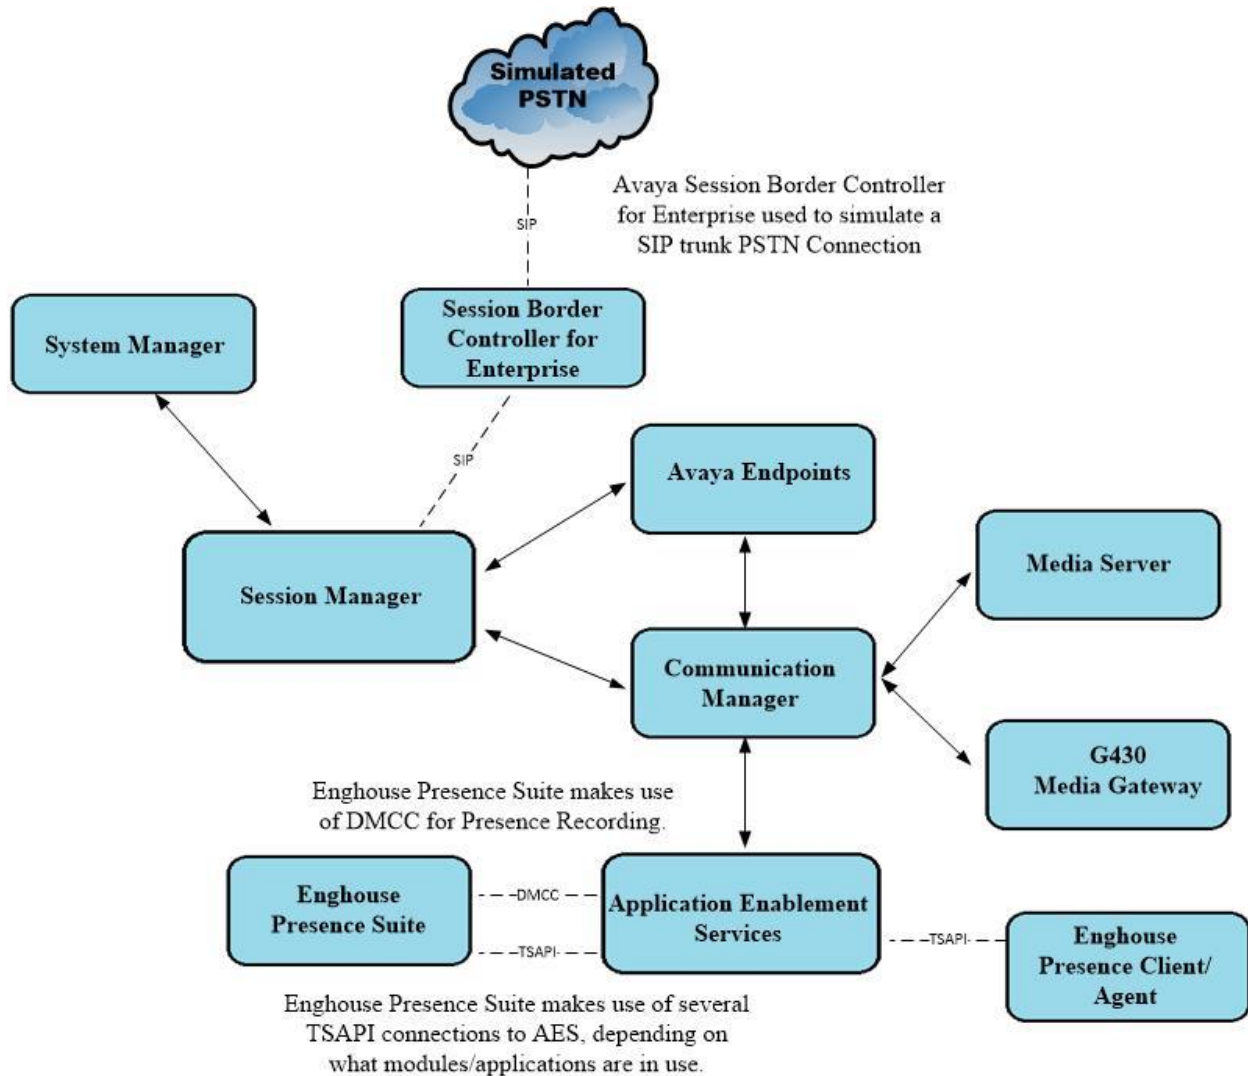 Simulated
PSTN
Avaya Session Border Controller
for Enterprise used to simulate a
SIP trunk PSTN Connection
SIP
Session Border
Controller for
Enterprise
System Manager
SIP
Avaya Endpoints
Media Server
Session Manager
Communication
Manager
G430
Media Gateway
Enghouse Presence Suite makes use
of DMCC for Presence Recording.
Enghouse
Presence Suite
DMCC
TSAPI
Application Enablement
Services
TSAPI
Enghouse
Presence Client/
Agent
Enghouse Presence Suite makes use of several
TSAPI connections to AES, depending on
what modules/applications are in use.